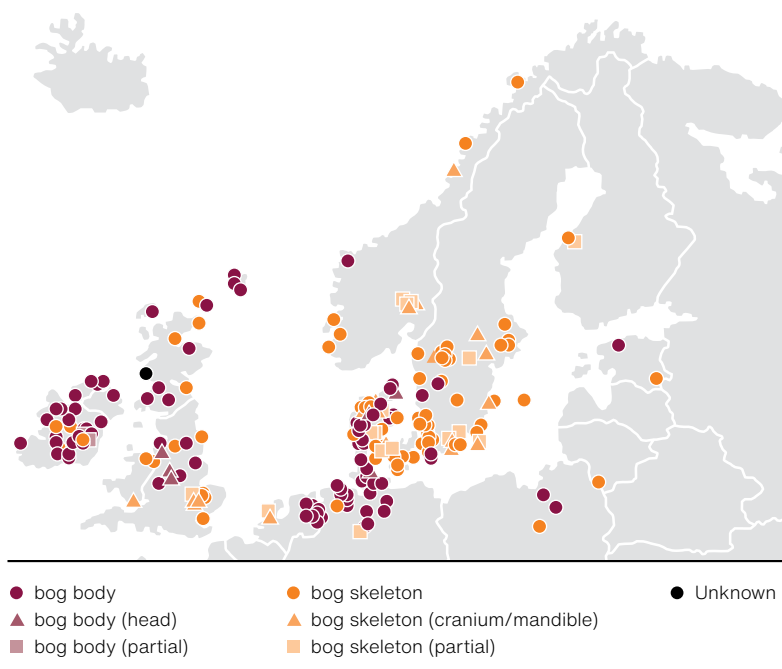 bog body
bog skeleton
Unknown
bog body (head)
bog skeleton (cranium/mandible)
bog body (partial)
bog skeleton (partial)